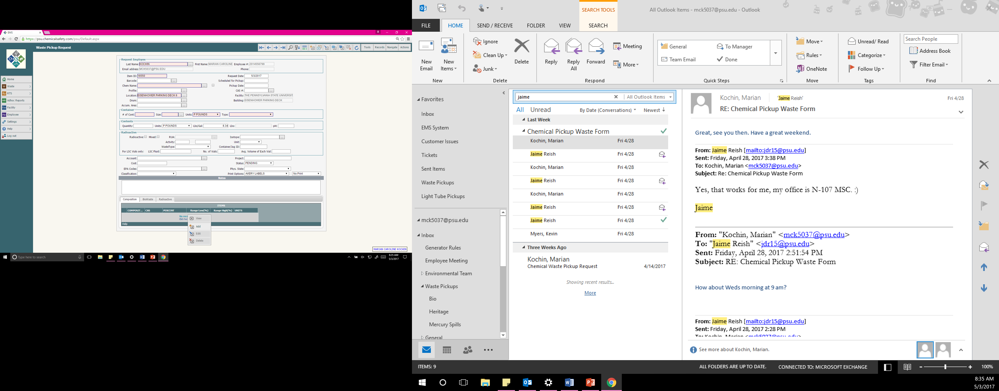 EMS
https://psu.chemicalsafety.com/psu/Default.aspx
Waste Pickup Request
Tools Records Navigate Actions
Home
Waste
RTS
Adhoc Reports
Facility
Employee
Settings
Help
Log out
Request Employee
Last Name: KOCHIN First Name: MARIAN CAROLINE Employee #: 2014556799
Email address: MCK5037@PSU.EDU Phone:
Item ID: 16550 Request Date: 5/3/2017
Barcode: Scheduled for Pickup:
Chem Name: Pickup Date:
Profile: CAS #:
Location: EISENHOWER PARKING DECK 6 Facility: THE PENNSYLVANIA STATE UNIVERSIT
Drum: Building: EISENHOWER PARKING DECK
Accum. Area:
Container
# of Cont: Size: Units: P POUNDS Type:
Contents
Quantity: Units: P POUNDS Lbs/Gal: 8.34 Lbs: pH:
Radioactive
Radioactive: Mixed: RUA: Isotope:
Activity: Unit:
WasteType: Container/Jug ID:
For LSC Vials only: LSC Fluid: No. of Vials: Avg. Volume of Each Vial:
Account: Project:
Cost: Status: PENDING
EPA Codes: Phys. State:
Classification: Print Options: AVERY LABELS No Print
Notes
Composition BioWaste Radioactive
ITEMS
COMPOSIT... CAS PERCENT Range Low(%) Range High(%) UNITS
No reco
Click her
Help
View
Add
Edit
Delete
MARIAN CAROLINE KOCHIN
Type here to search
8:35 AM
5/3/2017
SEARCH TOOLS
All Outlook Items - mck5037@psu.edu - Outlook
FILE HOME SEND / RECEIVE FOLDER VIEW SEARCH
New Email
New Items
New
Ignore
Clean Up
Junk
Delete
Delete
Reply
Reply All
Forward
Meeting
More
Respond
General
To Manager
Team Email
Done
Quick Steps
Move
Rules
OneNote
Move
Unread/ Read
Categorize
Follow Up
Tags
Search People
Address Book
Filter Email
Find
Favorites
Inbox
EMS System
Customer Issues
Tickets
Sent Items
Waste Pickups
Light Tube Pickups
mck5037@psu.edu
Inbox
Generator Rules
Employee Meeting
Environmental Team
Waste Pickups
Bio
Heritage
Mercury Spills
General
jaime All Outlook Items
All Unread By Date (Conversations) Newest
Last Week
Chemical Pickup Waste Form
Kochin, Marian Fri 4/28
Jaime Reish Fri 4/28
Kochin, Marian Fri 4/28
Jaime Reish Fri 4/28
Kochin, Marian Fri 4/28
Jaime Reish Fri 4/28
Jaime Reish Fri 4/28
Myers, Kevin Fri 4/28
Three Weeks Ago
Kochin, Marian
Chemical Waste Pickup Request 4/14/2017
Showing recent results...
More
Kochin, Marian 'Jaime Reish' Fri 4/28
RE: Chemical Pickup Waste Form
Great, see you then. Have a great weekend.
From: Jaime Reish [mailto:jdr15@psu.edu]
Sent: Friday, April 28, 2017 3:38 PM
To: Kochin, Marian <mck5037@psu.edu>
Subject: Re: Chemical Pickup Waste Form
Yes, that works for me, my office is N-107 MSC. :)
Jaime
From: "Kochin, Marian" <mck5037@psu.edu>
To: "Jaime Reish" <jdr15@psu.edu>
Sent: Friday, April 28, 2017 2:51:54 PM
Subject: RE: Chemical Pickup Waste Form
How about Weds morning at 9 am?
From: Jaime Reish [mailto:jdr15@psu.edu]
Sent: Friday, April 28, 2017 2:28 PM
To: Kochin, Marian <mck5037@psu.edu>
See more about Kochin, Marian.
ITEMS: 9 ALL FOLDERS ARE UP TO DATE. CONNECTED TO: MICROSOFT EXCHANGE 100%
8:35 AM
5/3/2017